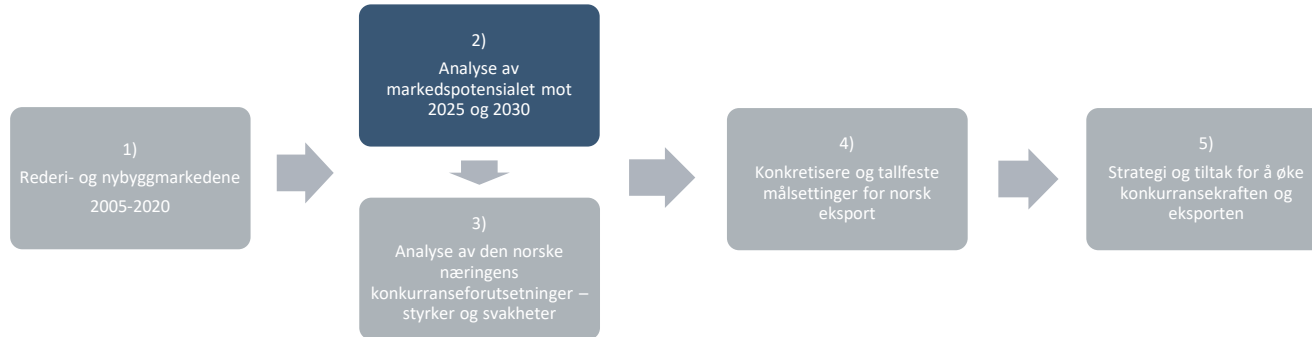 1)
Rederi- og nybyggmarkedene
2005-2020
2)
Analyse av
markedspotensialet mot
2025 og 2030
3)
Analyse av den norske
næringens
konkurranseforutsetninger –
styrker og svakheter
4)
Konkretisere og tallfeste
målsettinger for norsk
eksport
5)
Strategi og tiltak for å øke
konkurransekraften og
eksporten